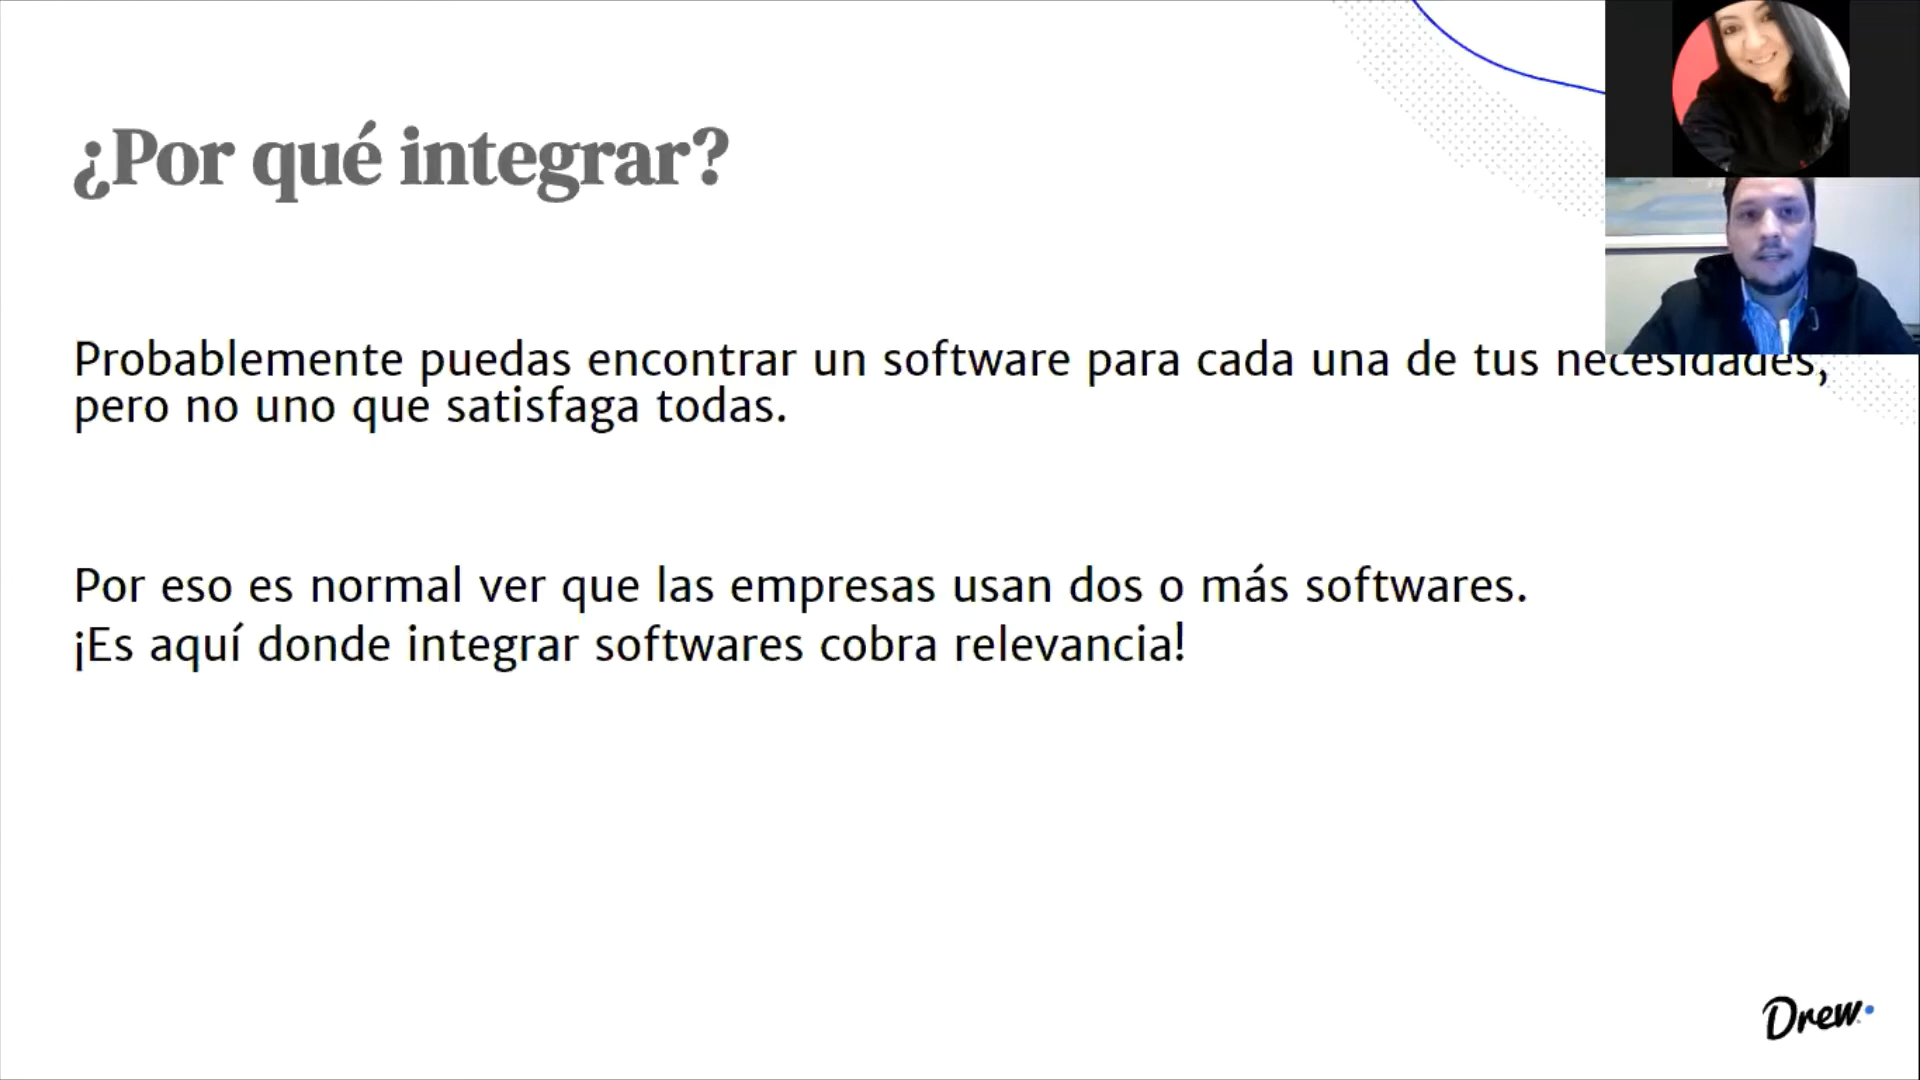 ¿Por qué integrar?
Probablemente puedas encontrar un software para cada una de tus necesidades,
pero no uno que satisfaga todas.
Por eso es normal ver que las empresas usan dos o más softwares.
¡Es aquí donde integrar softwares cobra relevancia!
Drew